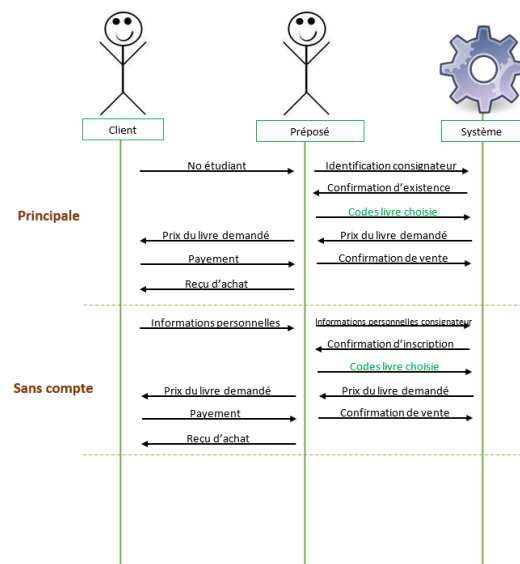 Client
Préposé
Système
No étudiant
Identification consignateur
Confirmation d'existence
Principale
Codes livre choisie
Prix du livre demandé
Prix du livre demandé
Payement
Confirmation de vente
Reçu d'achat
Informations personnelles
Informations personnelles consignateur
Confirmation d'inscription
Codes livre choisie
Sans compte
Prix du livre demandé
Prix du livre demandé
Payement
Confirmation de vente
Reçu d'achat